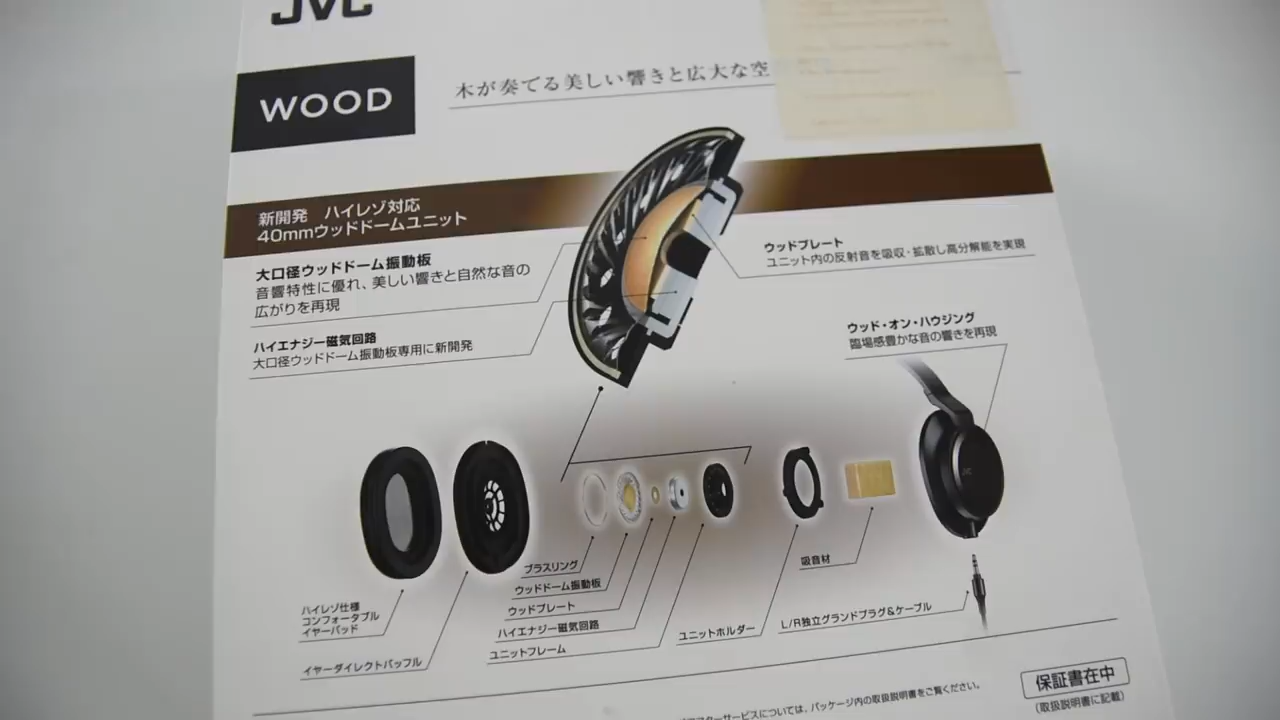 JVC
WOOD
木が奏でる美しい響きと広大な空
新開発 ハイレゾ対応
40mmウッドドームユニット
大口径ウッドドーム振動板
音響特性に優れ、美しい響きと自然な音の
広がりを再現
ハイエナジー磁気回路
大口径ウッドドーム振動板専用に新開発
ウッドプレート
ユニット内の反射音を吸収・拡散し高分解能を実現
ウッド・オン・ハウジング
臨場感豊かな音の響きを再現
JVC
ブラスリング
ウッドドーム振動板
ウッドプレート
ハイエナジー磁気回路
ユニットフレーム
ユニットホルダー
吸音材
L/R独立グランドプラグ&ケーブル
ハイレゾ仕様
コンフォータブル
イヤーパッド
イヤーダイレクトバッフル
スターサービスについては、パッケージ内の取扱説明書をご覧ください。
保証書在中
(取扱説明書に記載)